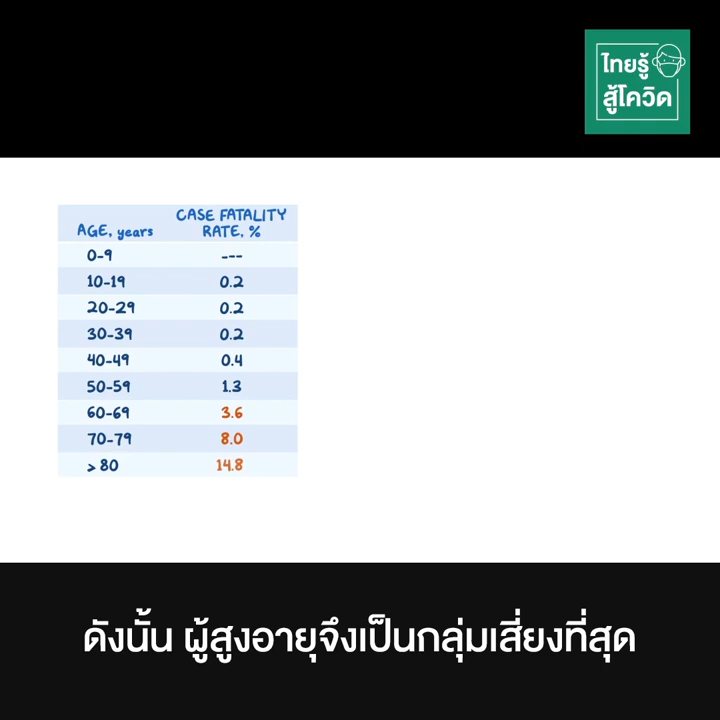 ไทยรู้
สู้โควิด
AGE, years CASE FATALITY RATE, %
0-9 ---
10-19 0.2
20-29 0.2
30-39 0.2
40-49 0.4
50-59 1.3
60-69 3.6
70-79 8.0
> 80 14.8
ดังนั้น ผู้สูงอายุจึงเป็นกลุ่มเสี่ยงที่สุด